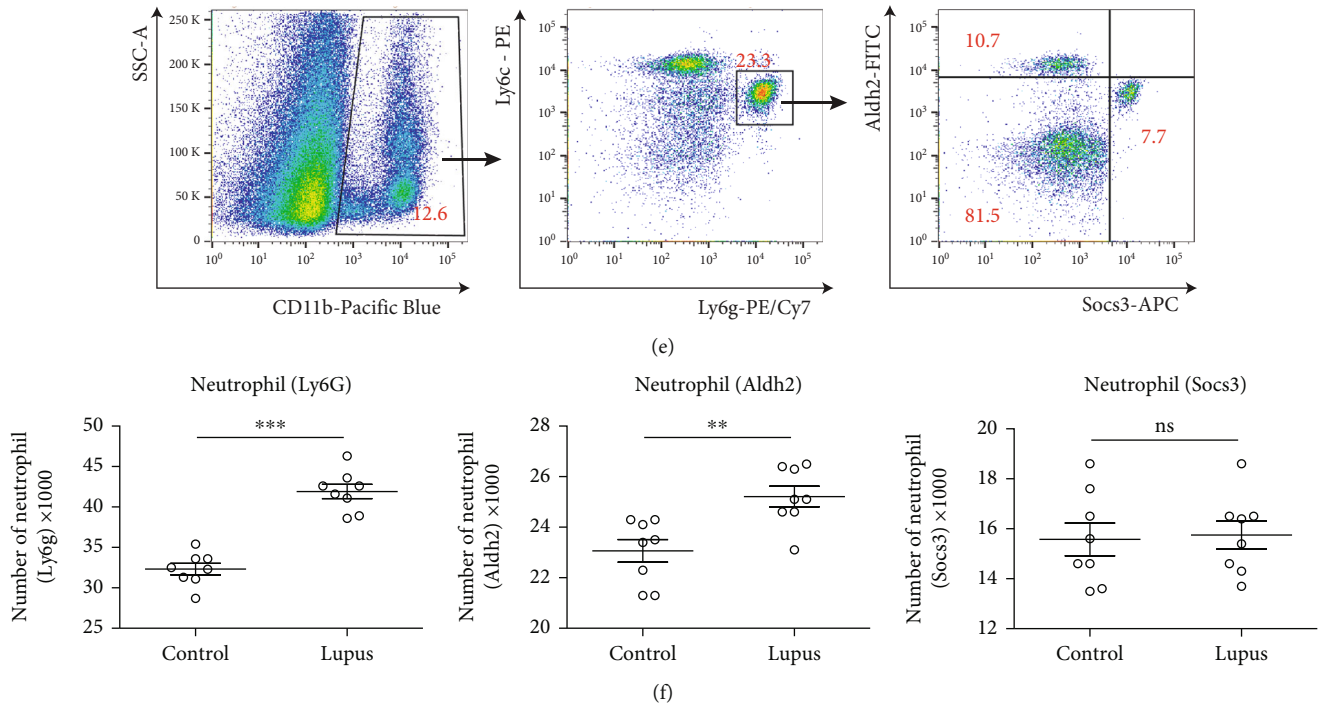 SSC-A
250 K
200 K
150 K
100 K
50 K
0
10⁰ 10¹ 10² 10³ 10⁴ 10⁵
12.6
CD11b-Pacific Blue
Ly6c - PE
10⁵
10⁴
10³
10²
10¹
10⁰
10⁰ 10¹ 10² 10³ 10⁴ 10⁵
23.3
Ly6g-PE/Cy7
Aldh2-FITC
10⁵
10⁴
10³
10²
10¹
10⁰
10⁰ 10¹ 10² 10³ 10⁴ 10⁵
10.7
7.7
81.5
Socs3-APC
(e)
Neutrophil (Ly6G)
Number of neutrophil
(Ly6g) ×1000
50
45
40
35
30
25
***
Control Lupus
Neutrophil (Aldh2)
Number of neutrophil
(Aldh2) ×1000
28
26
24
22
20
**
Control Lupus
Neutrophil (Socs3)
Number of neutrophil
(Socs3) ×1000
20
18
16
14
12
ns
Control Lupus
(f)